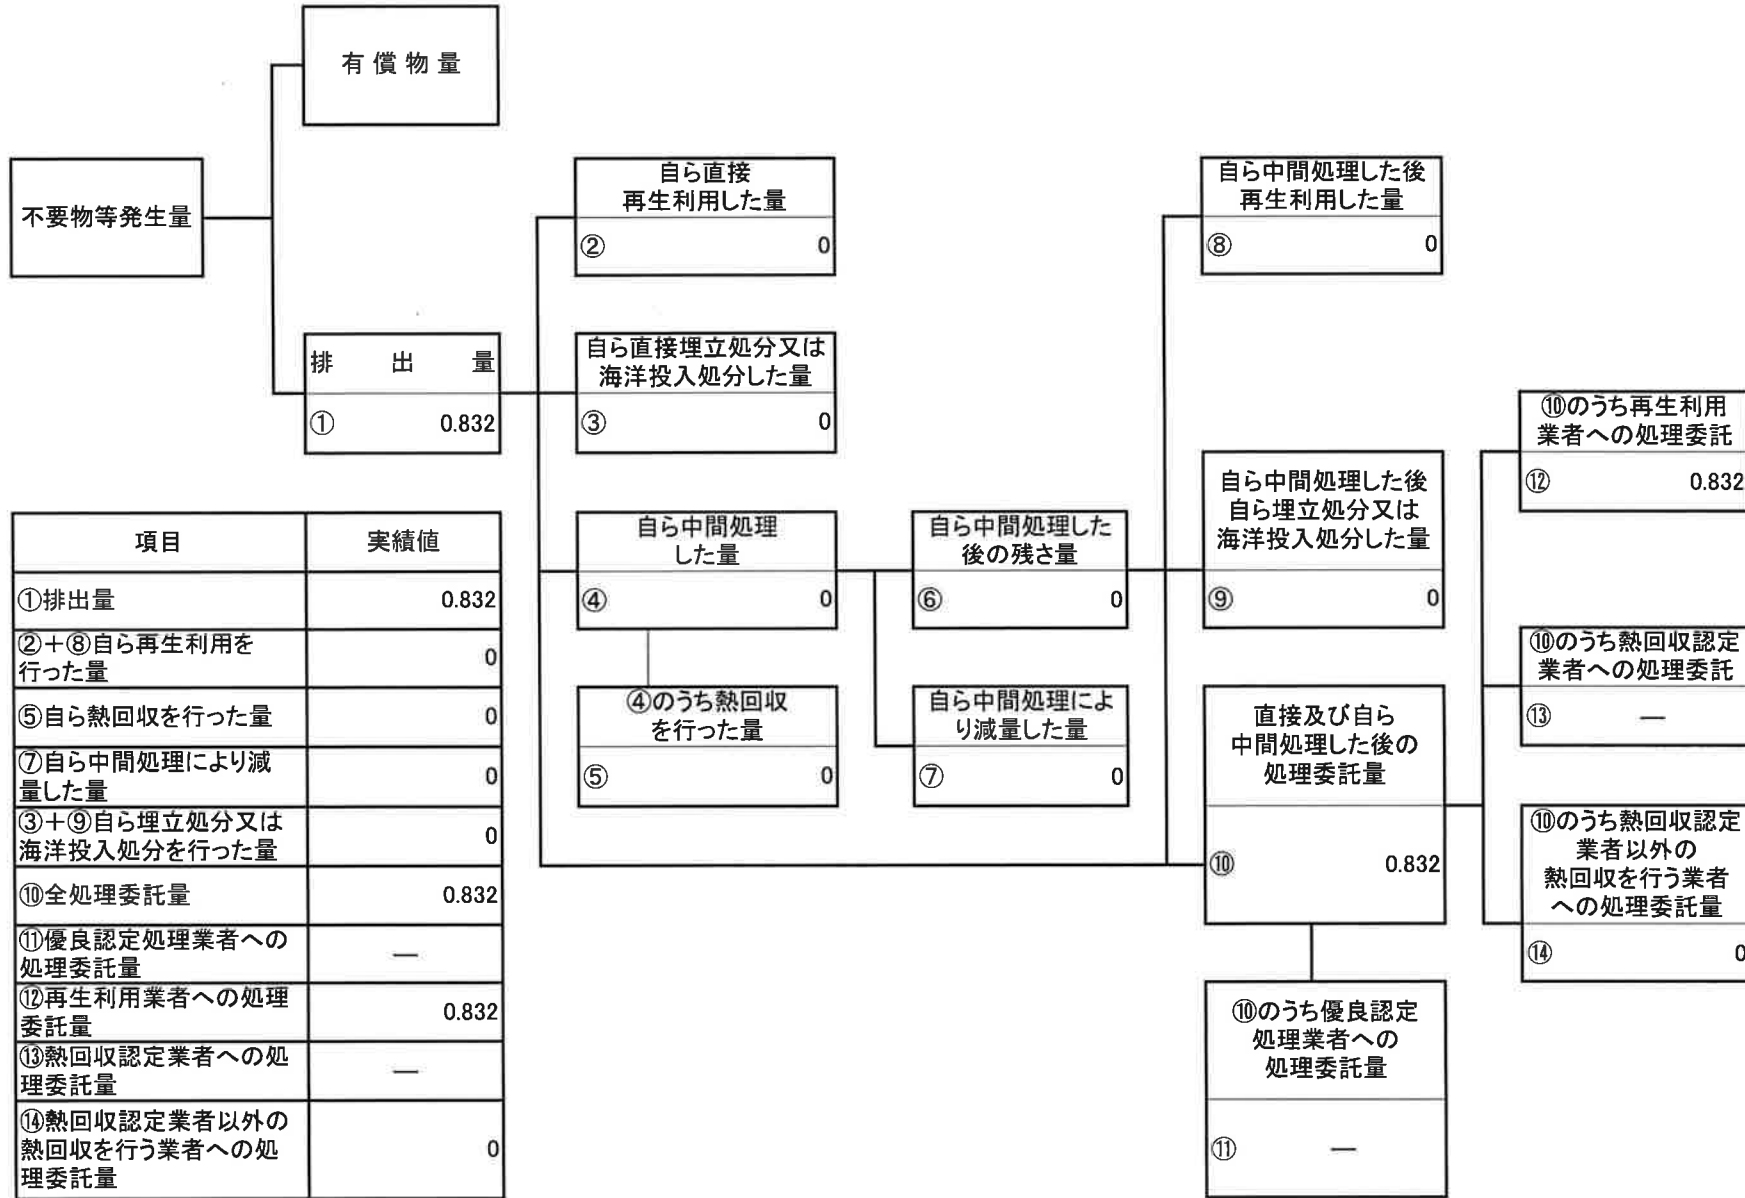 有償物量
不要物等発生量
排出量
① 0.832
自ら直接
再生利用した量
② 0
自ら直接埋立処分又は
海洋投入処分した量
③ 0
自ら中間処理
した量
④ 0
④のうち熱回収
を行った量
⑤ 0
自ら中間処理した
後の残さ量
⑥ 0
自ら中間処理によ
り減量した量
⑦ 0
自ら中間処理した後
再生利用した量
⑧ 0
自ら中間処理した後
自ら埋立処分又は
海洋投入処分した量
⑨ 0
直接及び自ら
中間処理した後の
処理委託量
⑩ 0.832
⑩のうち優良認定
処理業者への
処理委託量
⑪ ―
⑩のうち再生利用
業者への処理委託
⑫ 0.832
⑩のうち熱回収認定
業者への処理委託
⑬ ―
⑩のうち熱回収認定
業者以外の
熱回収を行う業者
への処理委託量
⑭ 0
項目 実績値
①排出量 0.832
②+⑧自ら再生利用を
行った量 0
⑤自ら熱回収を行った量 0
⑦自ら中間処理により減
量した量 0
③+⑨自ら埋立処分又は
海洋投入処分を行った量 0
⑩全処理委託量 0.832
⑪優良認定処理業者への
処理委託量 ―
⑫再生利用業者への処理
委託量 0.832
⑬熱回収認定業者への処
理委託量 ―
⑭熱回収認定業者以外の
熱回収を行う業者への処
理委託量 0